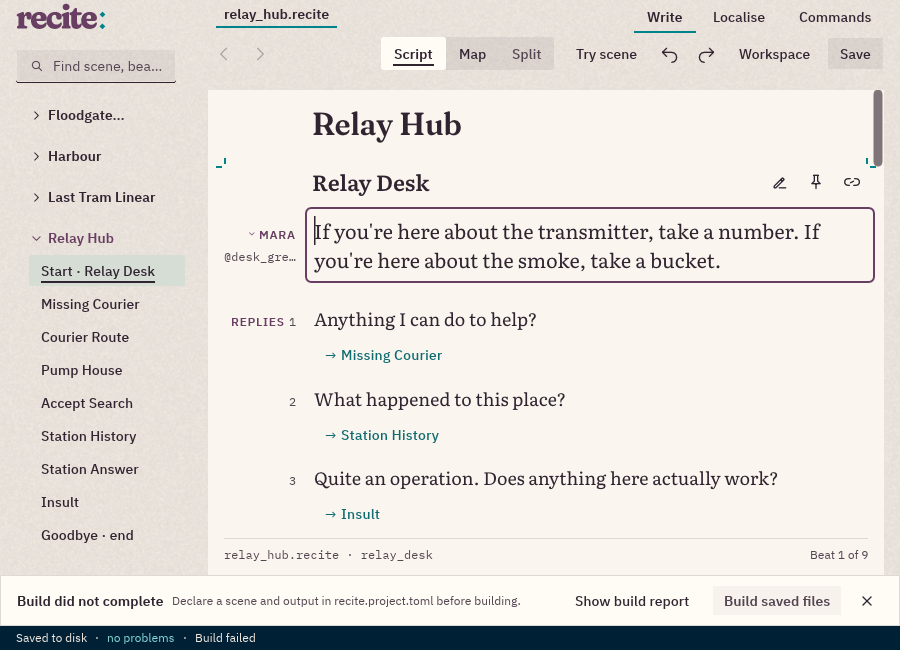 recite:
relay_hub.recite
Write
Localise
Commands
Find scene, bea...
Script
Map
Split
Try scene
Workspace
Save
Floodgate...
Harbour
Last Tram Linear
Relay Hub
Start · Relay Desk
Missing Courier
Courier Route
Pump House
Accept Search
Station History
Station Answer
Insult
Goodbye · end
Relay Hub
Relay Desk
MARA
@desk_gre...
If you're here about the transmitter, take a number. If
you're here about the smoke, take a bucket.
REPLIES 1
Anything I can do to help?
→ Missing Courier
2
What happened to this place?
→ Station History
3
Quite an operation. Does anything here actually work?
→ Insult
relay_hub.recite · relay_desk
Beat 1 of 9
Build did not complete
Declare a scene and output in recite.project.toml before building.
Show build report
Build saved files
Saved to disk · no problems · Build failed